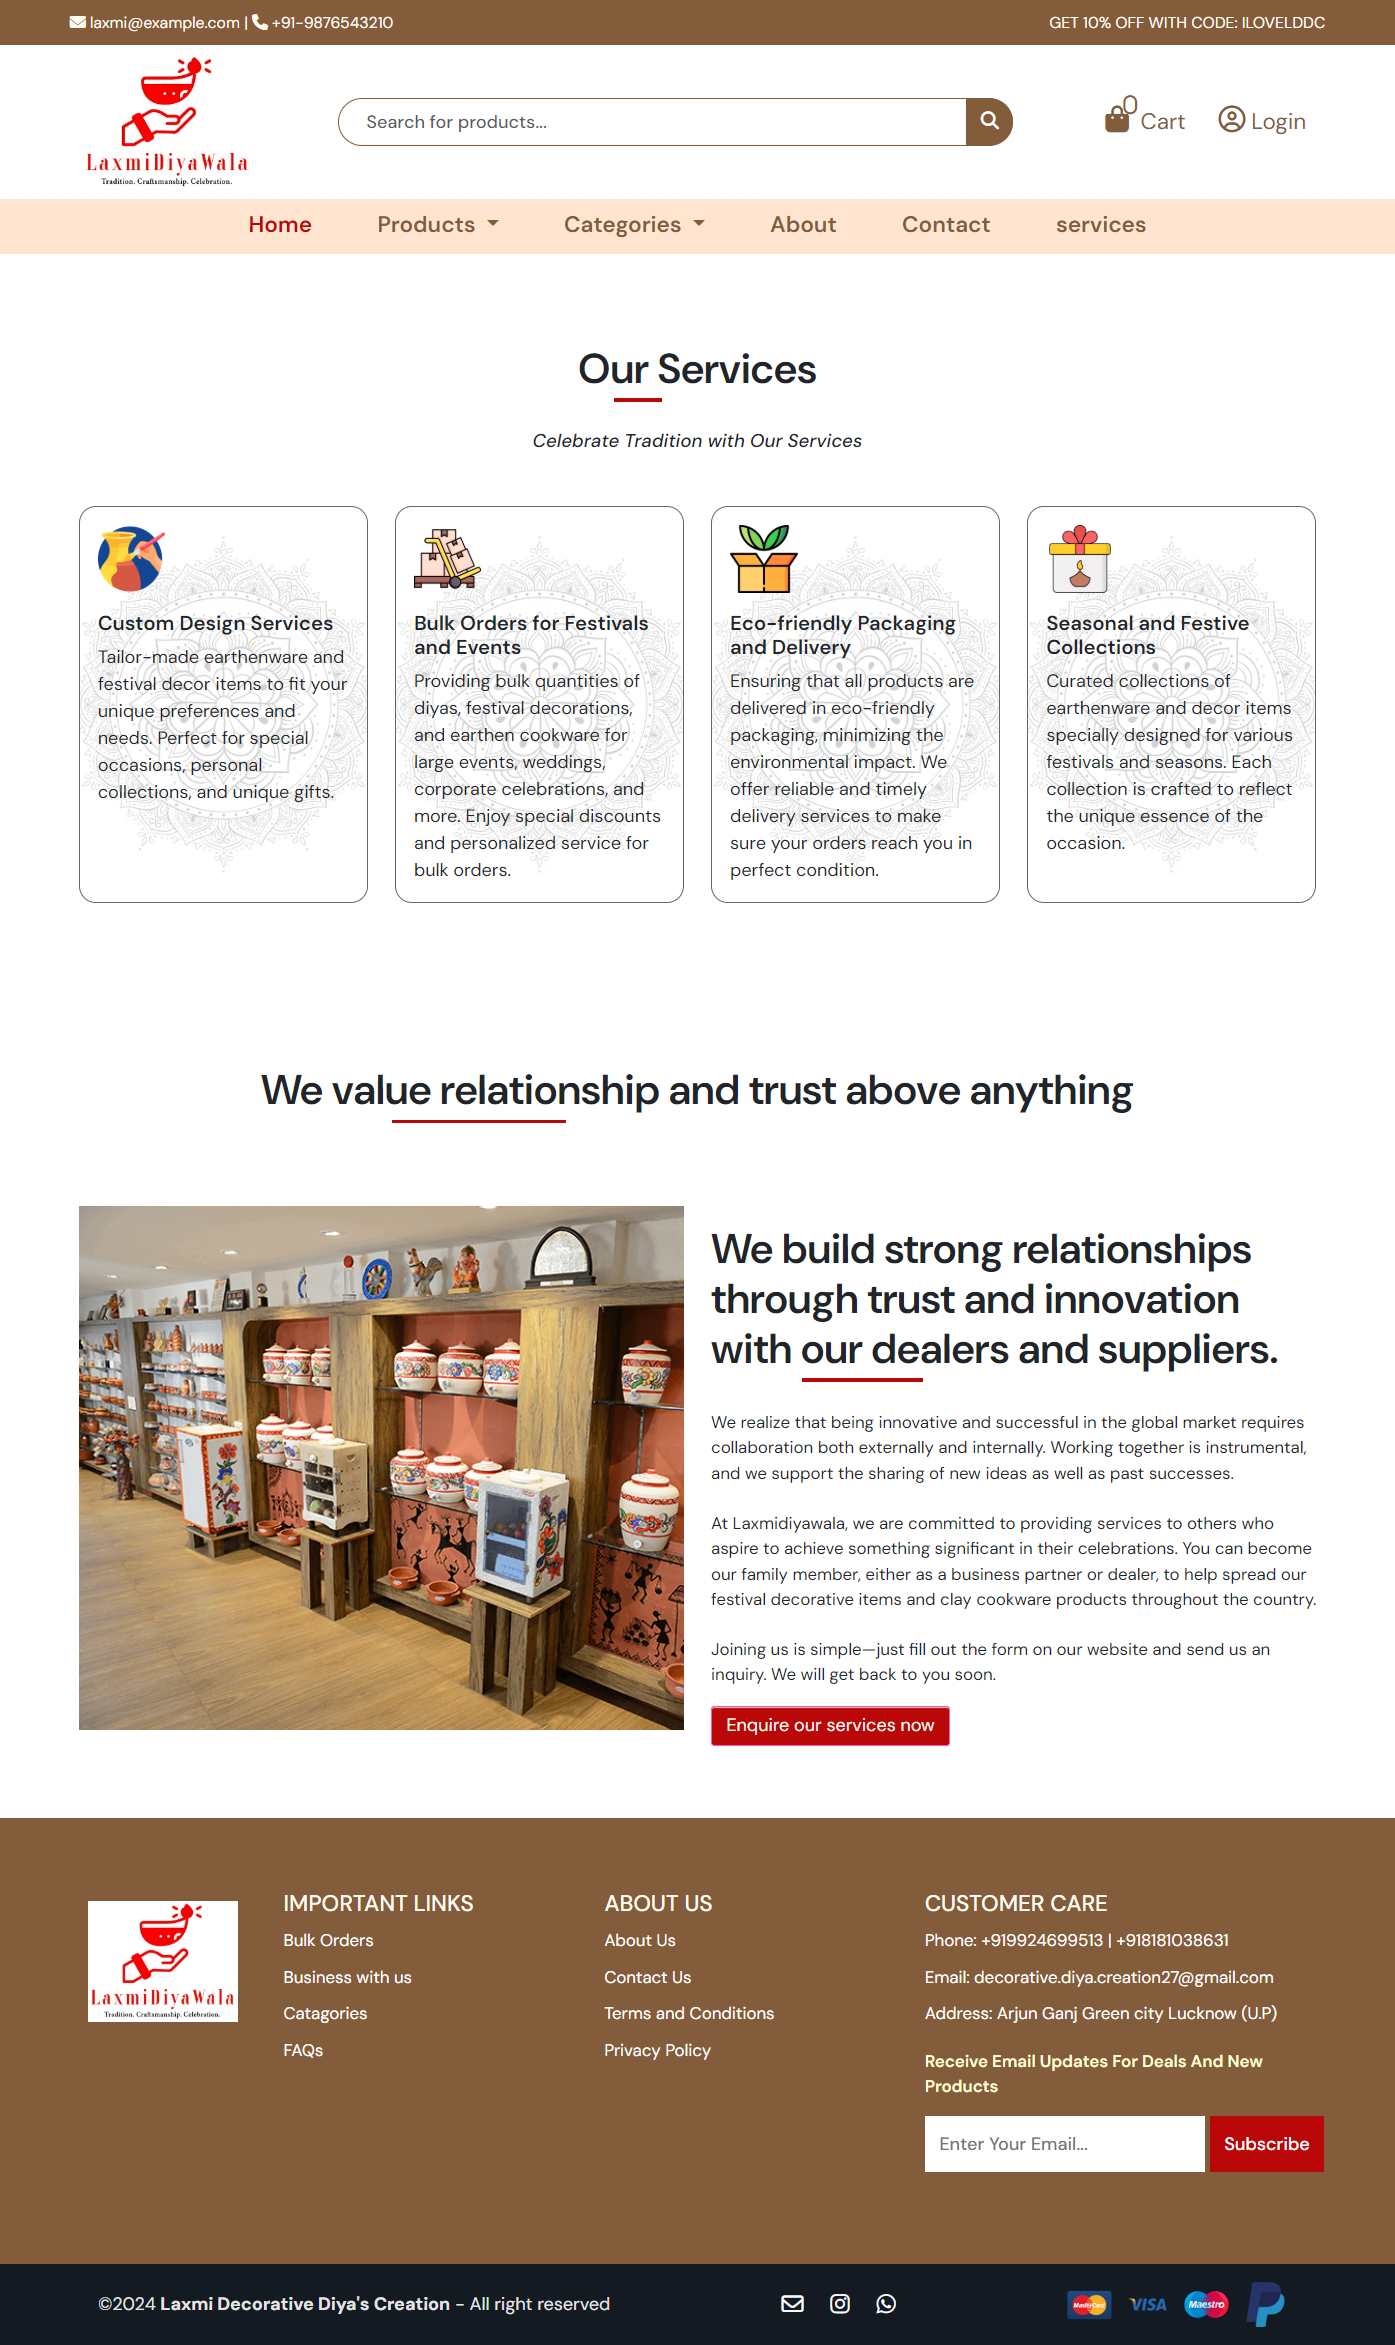 laxmi@example.com | +91-9876543210
GET 10% OFF WITH CODE: ILOVELDDC
LaxmiDiyaWala
Tradition. Craftsmanship. Celebration.
Search for products...
0
Cart
Login
Home
Products
Categories
About
Contact
services
Our Services
Celebrate Tradition with Our Services
Custom Design Services
Tailor-made earthenware and
festival decor items to fit your
unique preferences and
needs. Perfect for special
occasions, personal
collections, and unique gifts.
Bulk Orders for Festivals
and Events
Providing bulk quantities of
diyas, festival decorations,
and earthen cookware for
large events, weddings,
corporate celebrations, and
more. Enjoy special discounts
and personalized service for
bulk orders.
Eco-friendly Packaging
and Delivery
Ensuring that all products are
delivered in eco-friendly
packaging, minimizing the
environmental impact. We
offer reliable and timely
delivery services to make
sure your orders reach you in
perfect condition.
Seasonal and Festive
Collections
Curated collections of
earthenware and decor items
specially designed for various
festivals and seasons. Each
collection is crafted to reflect
the unique essence of the
occasion.
We value relationship and trust above anything
We build strong relationships
through trust and innovation
with our dealers and suppliers.
We realize that being innovative and successful in the global market requires
collaboration both externally and internally. Working together is instrumental,
and we support the sharing of new ideas as well as past successes.
At Laxmidiyawala, we are committed to providing services to others who
aspire to achieve something significant in their celebrations. You can become
our family member, either as a business partner or dealer, to help spread our
festival decorative items and clay cookware products throughout the country.
Joining us is simple—just fill out the form on our website and send us an
inquiry. We will get back to you soon.
Enquire our services now
LaxmiDiyaWala
Tradition. Craftsmanship. Celebration.
IMPORTANT LINKS
Bulk Orders
Business with us
Catagories
FAQs
ABOUT US
About Us
Contact Us
Terms and Conditions
Privacy Policy
CUSTOMER CARE
Phone: +919924699513 | +918181038631
Email: decorative.diya.creation27@gmail.com
Address: Arjun Ganj Green city Lucknow (U.P)
Receive Email Updates For Deals And New
Products
Enter Your Email...
Subscribe
©2024 Laxmi Decorative Diya's Creation - All right reserved
MasterCard
VISA
Maestro